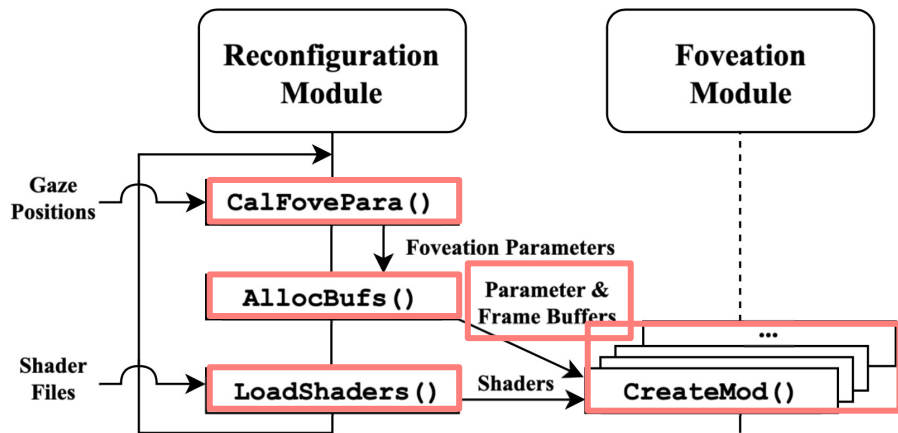 Reconfiguration
Module
Foveation
Module
Gaze
Positions
CalFovePara()
Foveation Parameters
AllocBufs()
Parameter &
Frame Buffers
...
Shader
Files
LoadShaders()
Shaders
CreateMod()